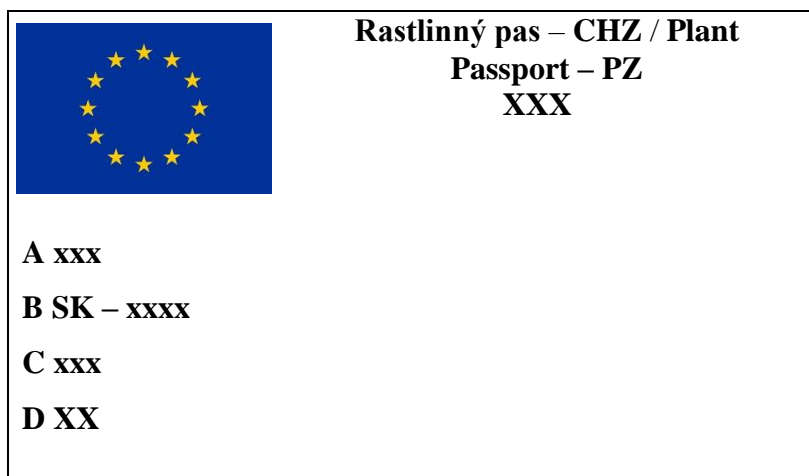 Rastlinný pas – CHZ / Plant
Passport – PZ
XXX
A xxx
B SK – xxxx
C xxx
D XX